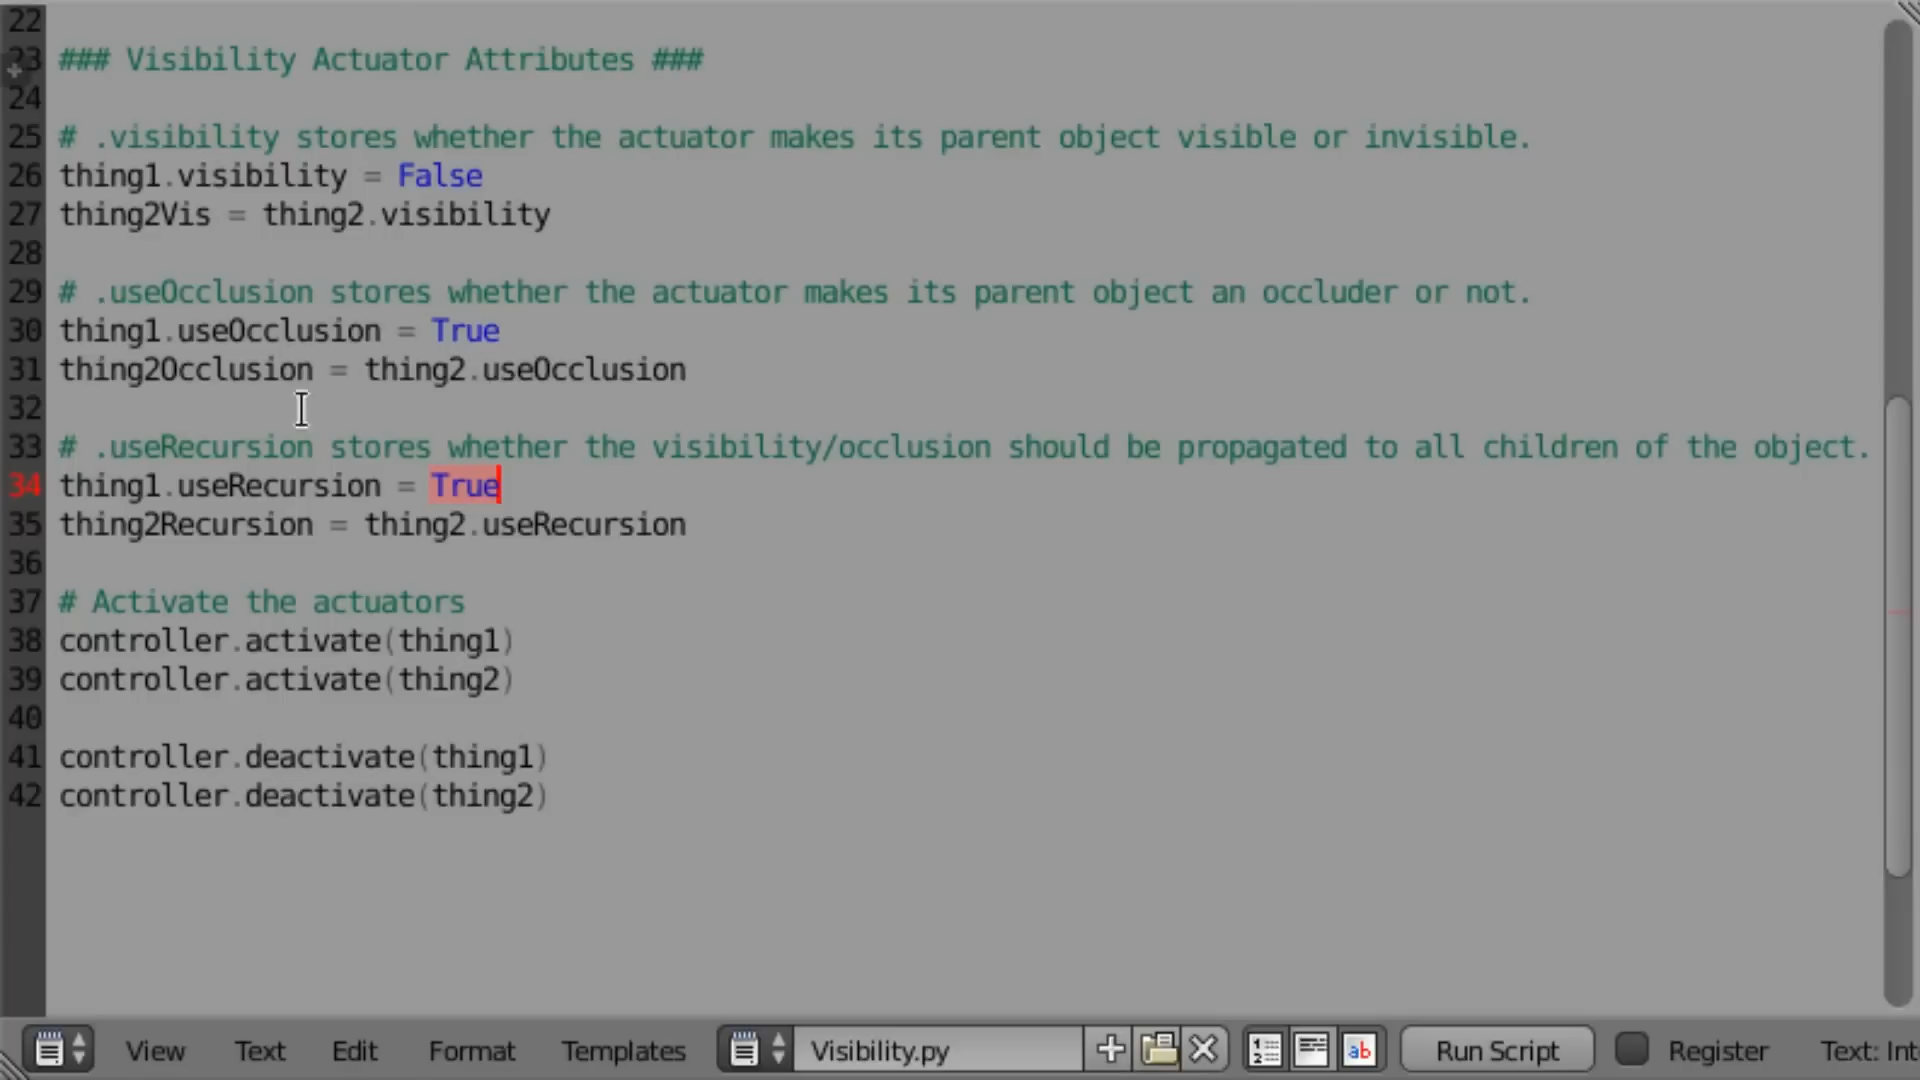 22
23 ### Visibility Actuator Attributes ###
24
25 # .visibility stores whether the actuator makes its parent object visible or invisible.
26 thing1.visibility = False
27 thing2Vis = thing2.visibility
28
29 # .useOcclusion stores whether the actuator makes its parent object an occluder or not.
30 thing1.useOcclusion = True
31 thing2Occlusion = thing2.useOcclusion
32
33 # .useRecursion stores whether the visibility/occlusion should be propagated to all children of the object.
34 thing1.useRecursion = True
35 thing2Recursion = thing2.useRecursion
36
37 # Activate the actuators
38 controller.activate(thing1)
39 controller.activate(thing2)
40
41 controller.deactivate(thing1)
42 controller.deactivate(thing2)
View Text Edit Format Templates Visibility.py ab Run Script Register Text: Int